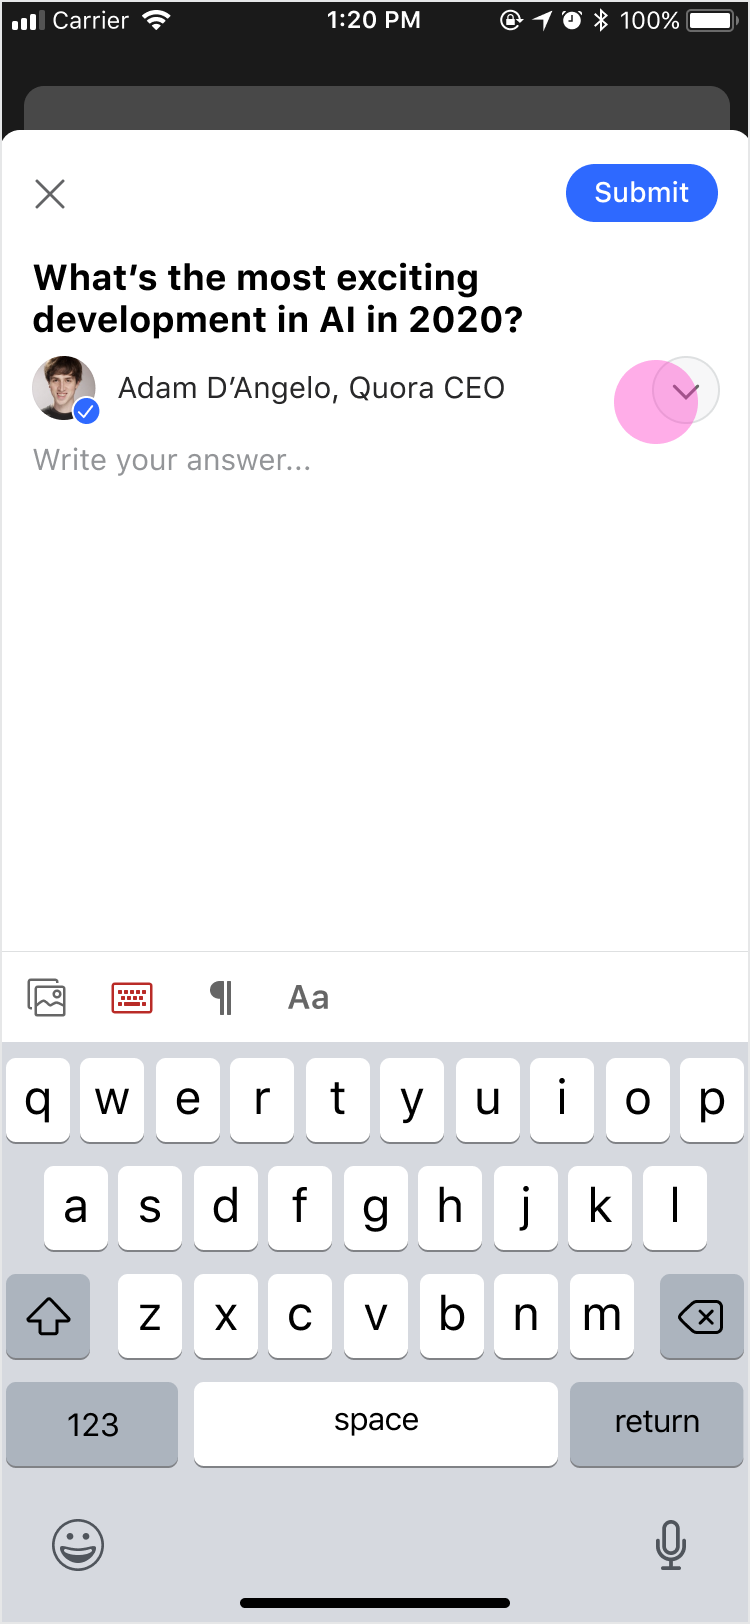 Carrier 1:20 PM 100%
Submit
What’s the most exciting
development in AI in 2020?
Adam D’Angelo, Quora CEO
Write your answer...
¶ Aa
q w e r t y u i o p
a s d f g h j k l
z x c v b n m
123 space return